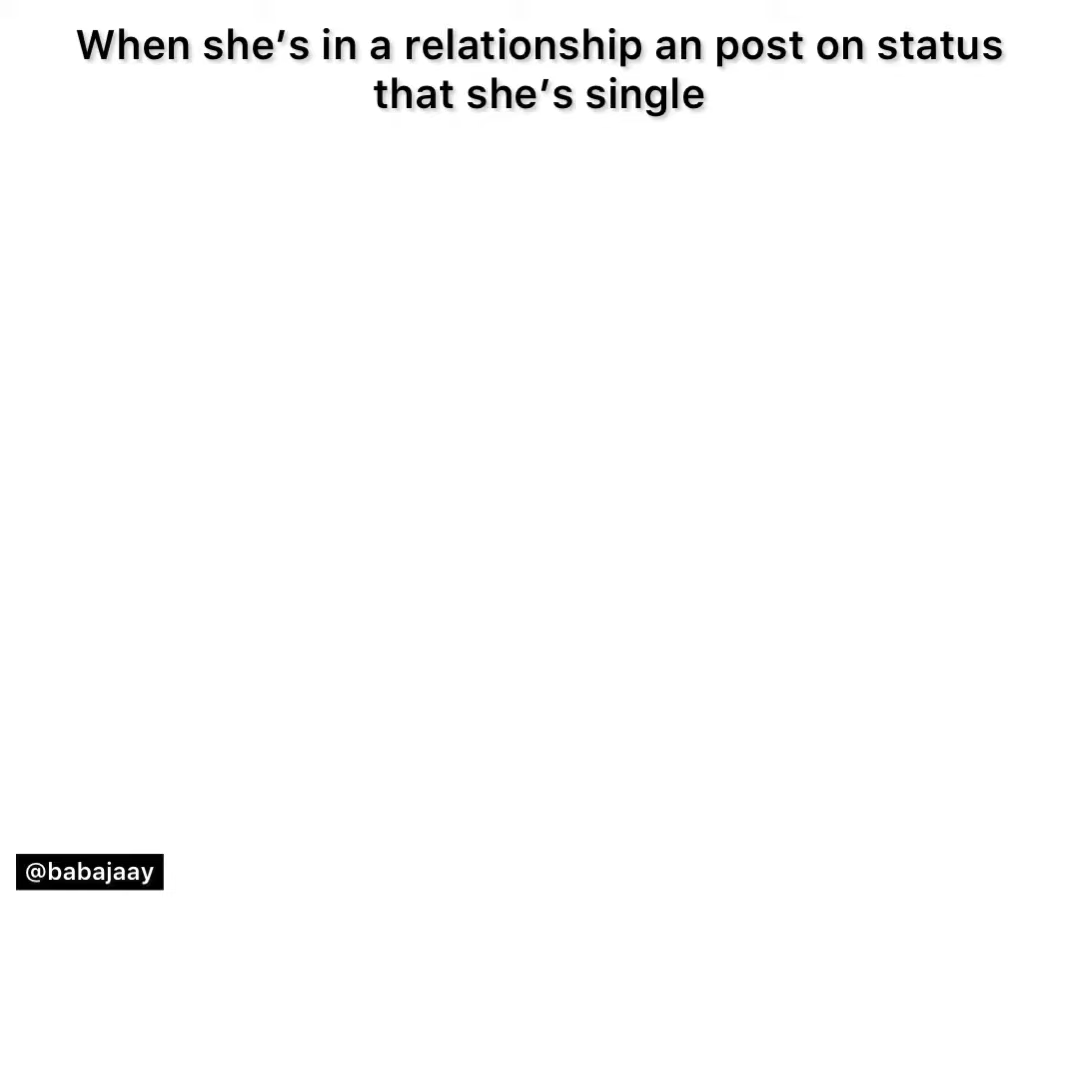 When she’s in a relationship an post on status
that she’s single
@babajaay